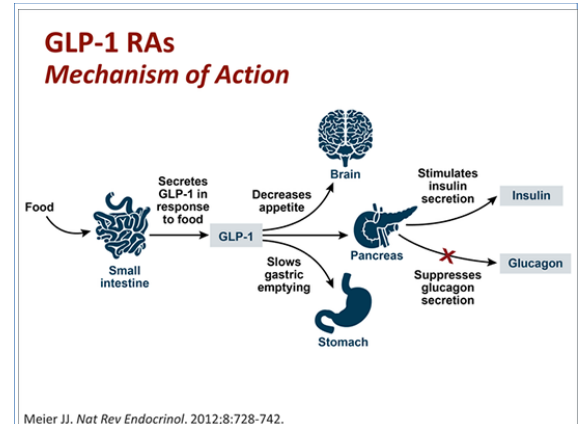 GLP-1 RAs
Mechanism of Action
Food
Small
intestine
Secretes
GLP-1 in
response
to food
GLP-1
Decreases
appetite
Brain
Slows
gastric
emptying
Stomach
Pancreas
Stimulates
insulin
secretion
Insulin
Suppresses
glucagon
secretion
Glucagon
Meier JJ. Nat Rev Endocrinol. 2012;8:728-742.